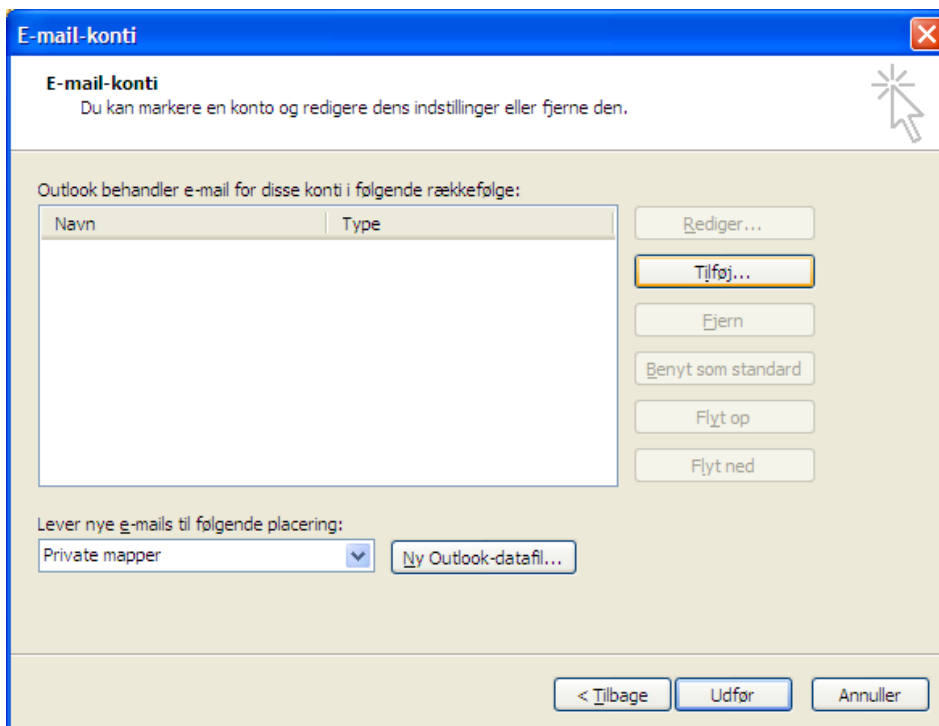 E-mail-konti
E-mail-konti
Du kan markere en konto og redigere dens indstillinger eller fjerne den.
Outlook behandler e-mail for disse konti i følgende rækkefølge:
Navn Type
Rediger...
Tilføj...
Fjern
Benyt som standard
Flyt op
Flyt ned
Lever nye e-mails til følgende placering:
Private mapper Ny Outlook-datafil...
< Tilbage Udfør Annuller